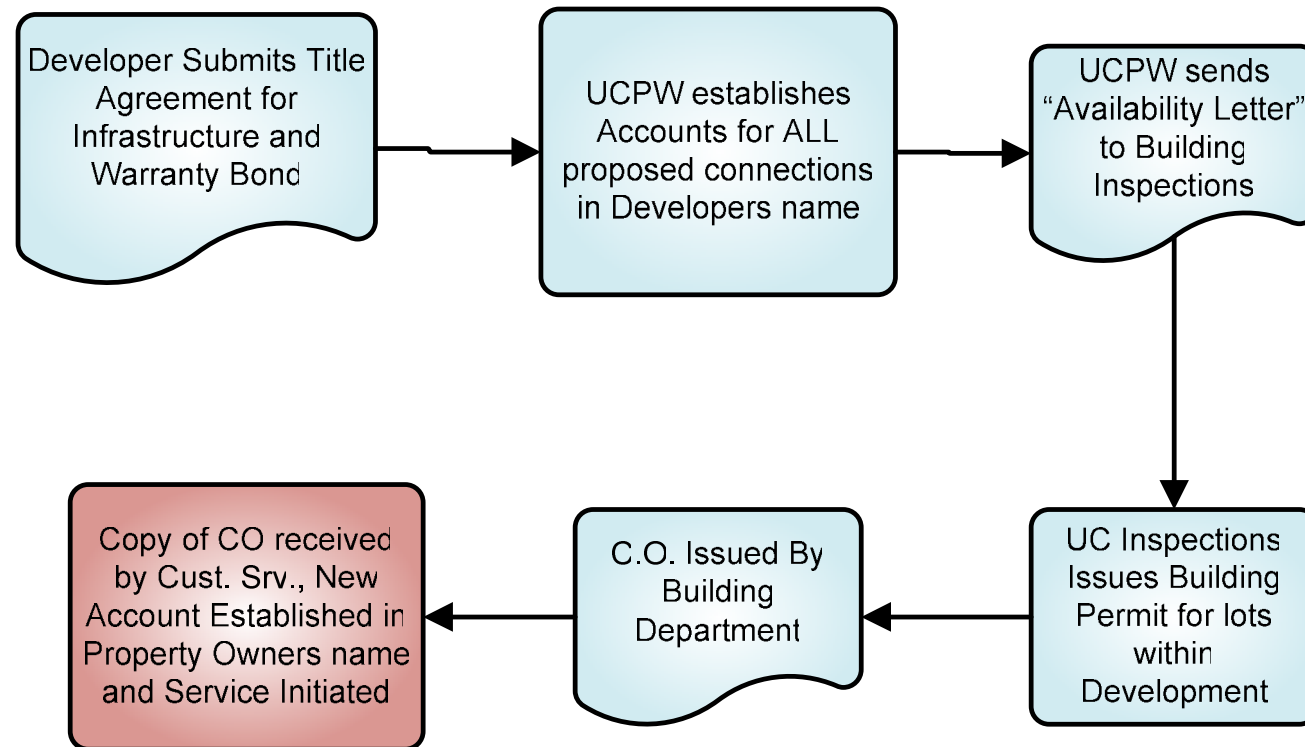 Developer Submits Title
Agreement for
Infrastructure and
Warranty Bond
UCPW establishes
Accounts for ALL
proposed connections
in Developers name
UCPW sends
“Availability Letter”
to Building
Inspections
UC Inspections
Issues Building
Permit for lots
within
Development
C.O. Issued By
Building
Department
Copy of CO received
by Cust. Srv., New
Account Established in
Property Owners name
and Service Initiated